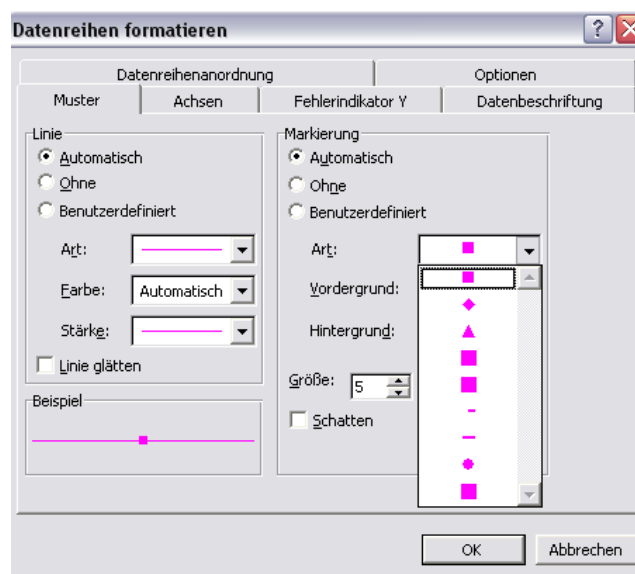 Datenreihen formatieren
Datenreihenanordnung Optionen
Muster Achsen Fehlerindikator Y Datenbeschriftung
Linie
Automatisch
Ohne
Benutzerdefiniert
Art:
Farbe: Automatisch
Stärke:
Linie glätten
Beispiel
Markierung
Automatisch
Ohne
Benutzerdefiniert
Art:
Vordergrund:
Hintergrund:
Größe: 5
Schatten
OK Abbrechen